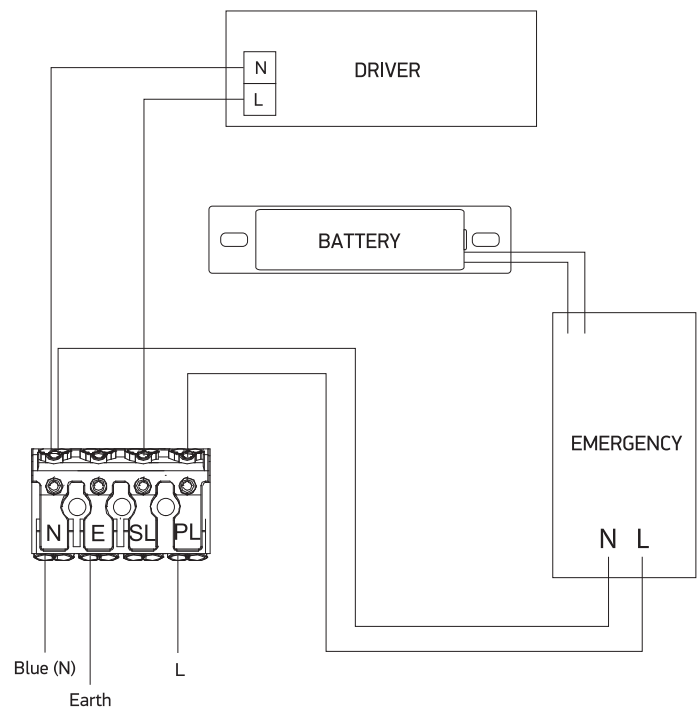 N
DRIVER
L
BATTERY
EMERGENCY
N L
N E SL PL
Blue (N)
L
Earth